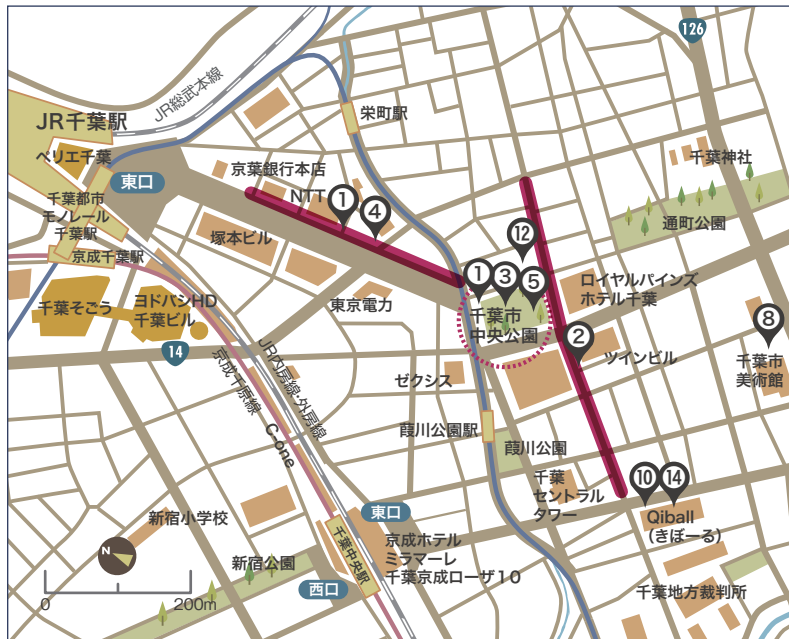 126
JR総武本線
栄町駅
JR千葉駅
ペリエ千葉
東口
京葉銀行本店
NTT
千葉神社
千葉都市
モノレール
千葉駅
1
4
通町公園
塚本ビル
12
京成千葉駅
1
3
5
ロイヤルパインズ
ホテル千葉
千葉そごう
ヨドバシHD
千葉ビル
東京電力
千葉市
中央公園
8
14
2
ツインビル
千葉市
美術館
京成千原線
JR内房線・外房線
ゼクシス
C-one
葭川公園駅
葭川公園
千葉
セントラル
タワー
10
14
Qiball
（きぼーる）
新宿小学校
東口
N
京成ホテル
ミラマーレ
千葉京成ローザ10
千葉中央駅
新宿公園
西口
千葉地方裁判所
0
200m